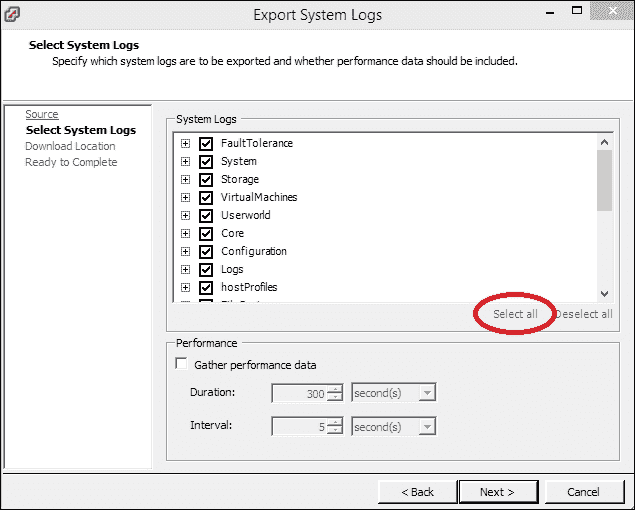 Export System Logs
Select System Logs
Specify which system logs are to be exported and whether performance data should be included.
Source
Select System Logs
Download Location
Ready to Complete
System Logs
FaultTolerance
System
Storage
VirtualMachines
Userworld
Core
Configuration
Logs
hostProfiles
Select all Deselect all
Performance
Gather performance data
Duration: 300 second(s)
Interval: 5 second(s)
< Back Next > Cancel